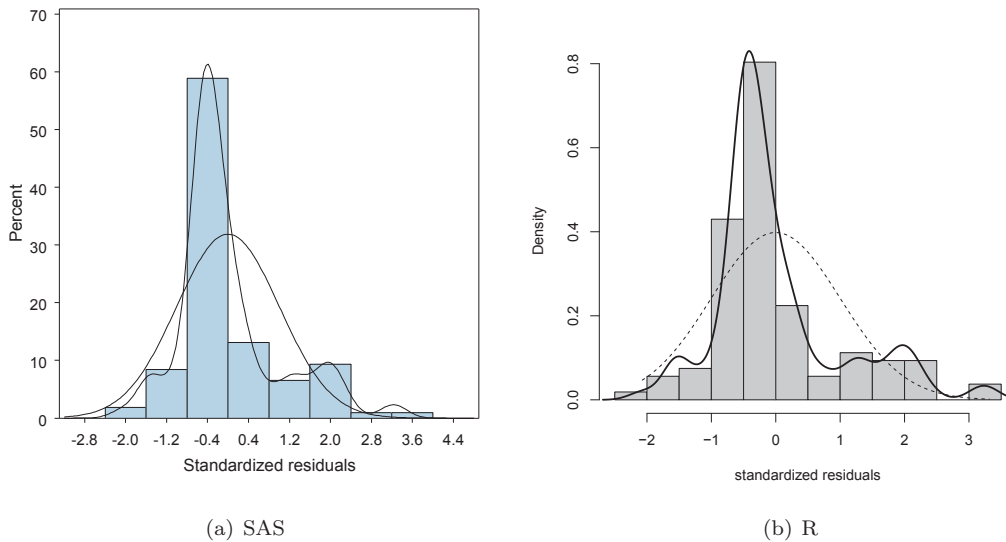 70
60
50
40
30
20
10
0
Percent
-2.8 -2.0 -1.2 -0.4 0.4 1.2 2.0 2.8 3.6 4.4
Standardized residuals
(a) SAS
0.8
0.6
0.4
0.2
0.0
Density
−2 −1 0 1 2 3
standardized residuals
(b) R